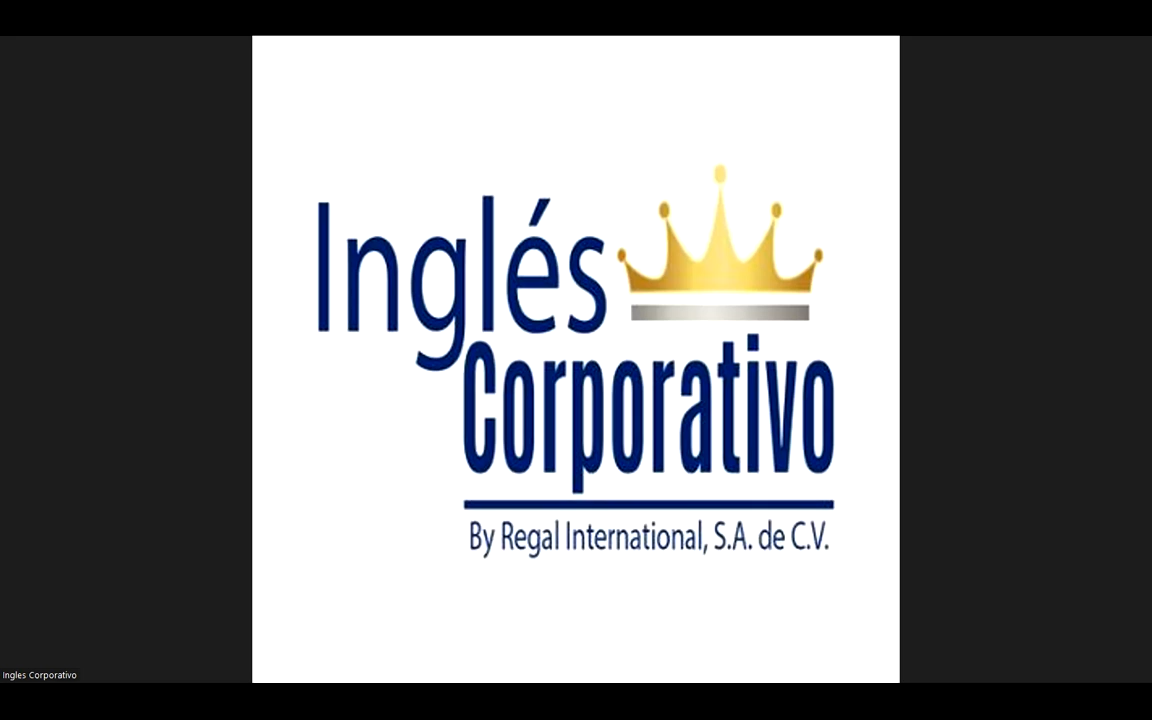 Inglés
Corporativo
By Regal International, S.A. de C.V.
Ingles Corporativo